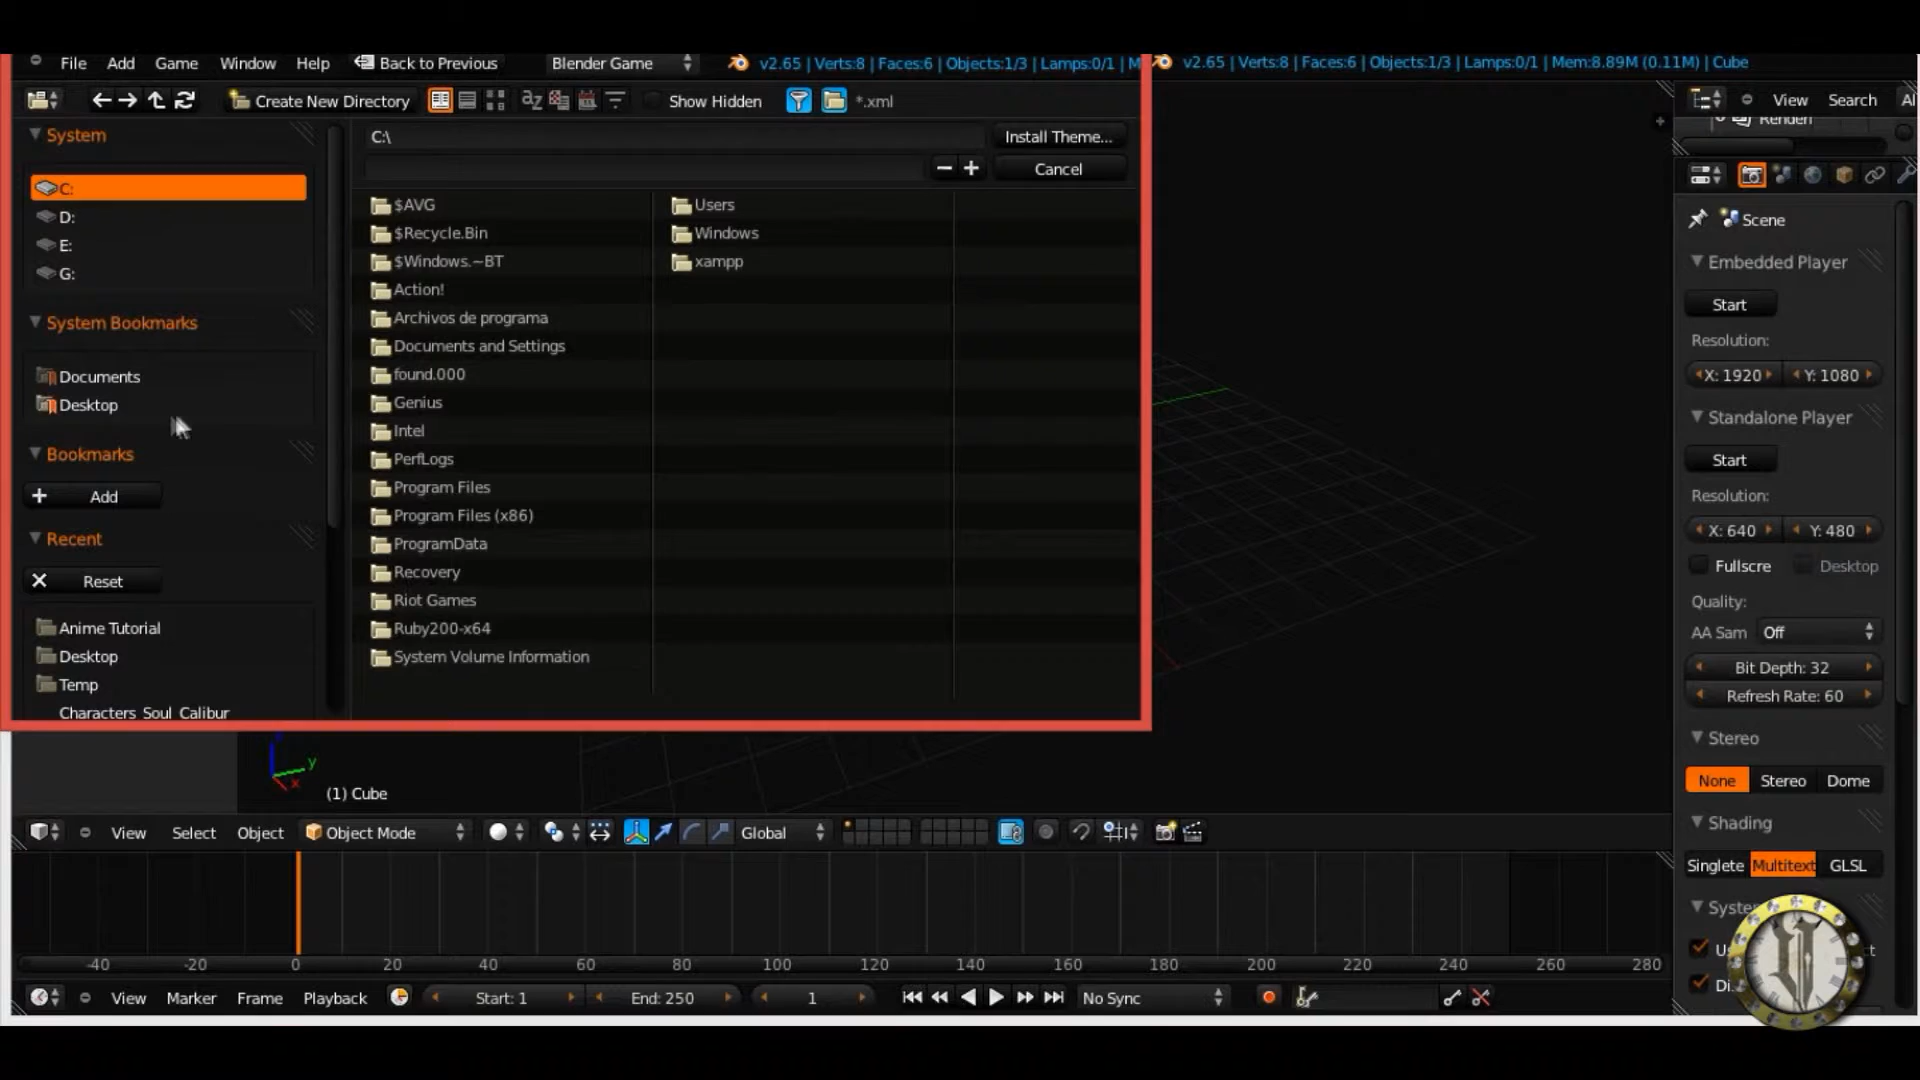 File Add Game Window Help Back to Previous Blender Game v2.65 | Verts:8 | Faces:6 | Objects:1/3 | Lamps:0/1 | M
v2.65 | Verts:8 | Faces:6 | Objects:1/3 | Lamps:0/1 | Mem:8.89M (0.11M) | Cube
Create New Directory Show Hidden *.xml
View Search Al
Render
System
C:\
Install Theme...
Cancel
C:
D:
E:
G:
System Bookmarks
Documents
Desktop
Bookmarks
Add
Recent
Reset
Anime Tutorial
Desktop
Temp
Characters Soul Calibur
$AVG
$Recycle.Bin
$Windows.~BT
Action!
Archivos de programa
Documents and Settings
found.000
Genius
Intel
PerfLogs
Program Files
Program Files (x86)
ProgramData
Recovery
Riot Games
Ruby200-x64
System Volume Information
Users
Windows
xampp
Scene
Embedded Player
Start
Resolution:
X: 1920 Y: 1080
Standalone Player
Start
Resolution:
X: 640 Y: 480
Fullscre Desktop
Quality:
AA Sam Off
Bit Depth: 32
Refresh Rate: 60
Stereo
None Stereo Dome
Shading
Singlete Multitext GLSL
Syste
y
x
(1) Cube
View Select Object Object Mode Global
-40 -20 0 20 40 60 80 100 120 140 160 180 200 220 240 260 280
View Marker Frame Playback Start: 1 End: 250 1 No Sync